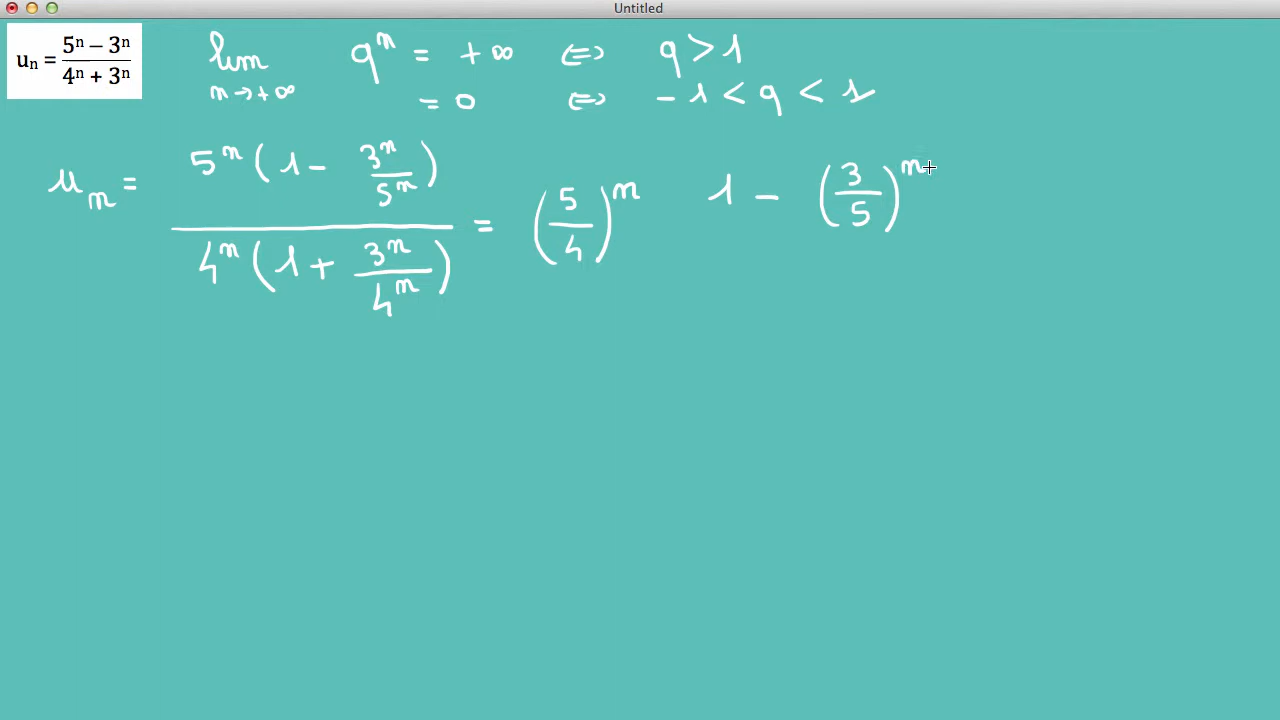 Untitled
uₙ = (5ⁿ – 3ⁿ)/(4ⁿ + 3ⁿ)
lim n→+∞ qⁿ = +∞ ⇔ q > 1
= 0 ⇔ -1 < q < 1
uₙ = 5ⁿ(1 - 3ⁿ/5ⁿ) / 4ⁿ(1 + 3ⁿ/4ⁿ) = (5/4)ⁿ 1 - (3/5)ⁿ